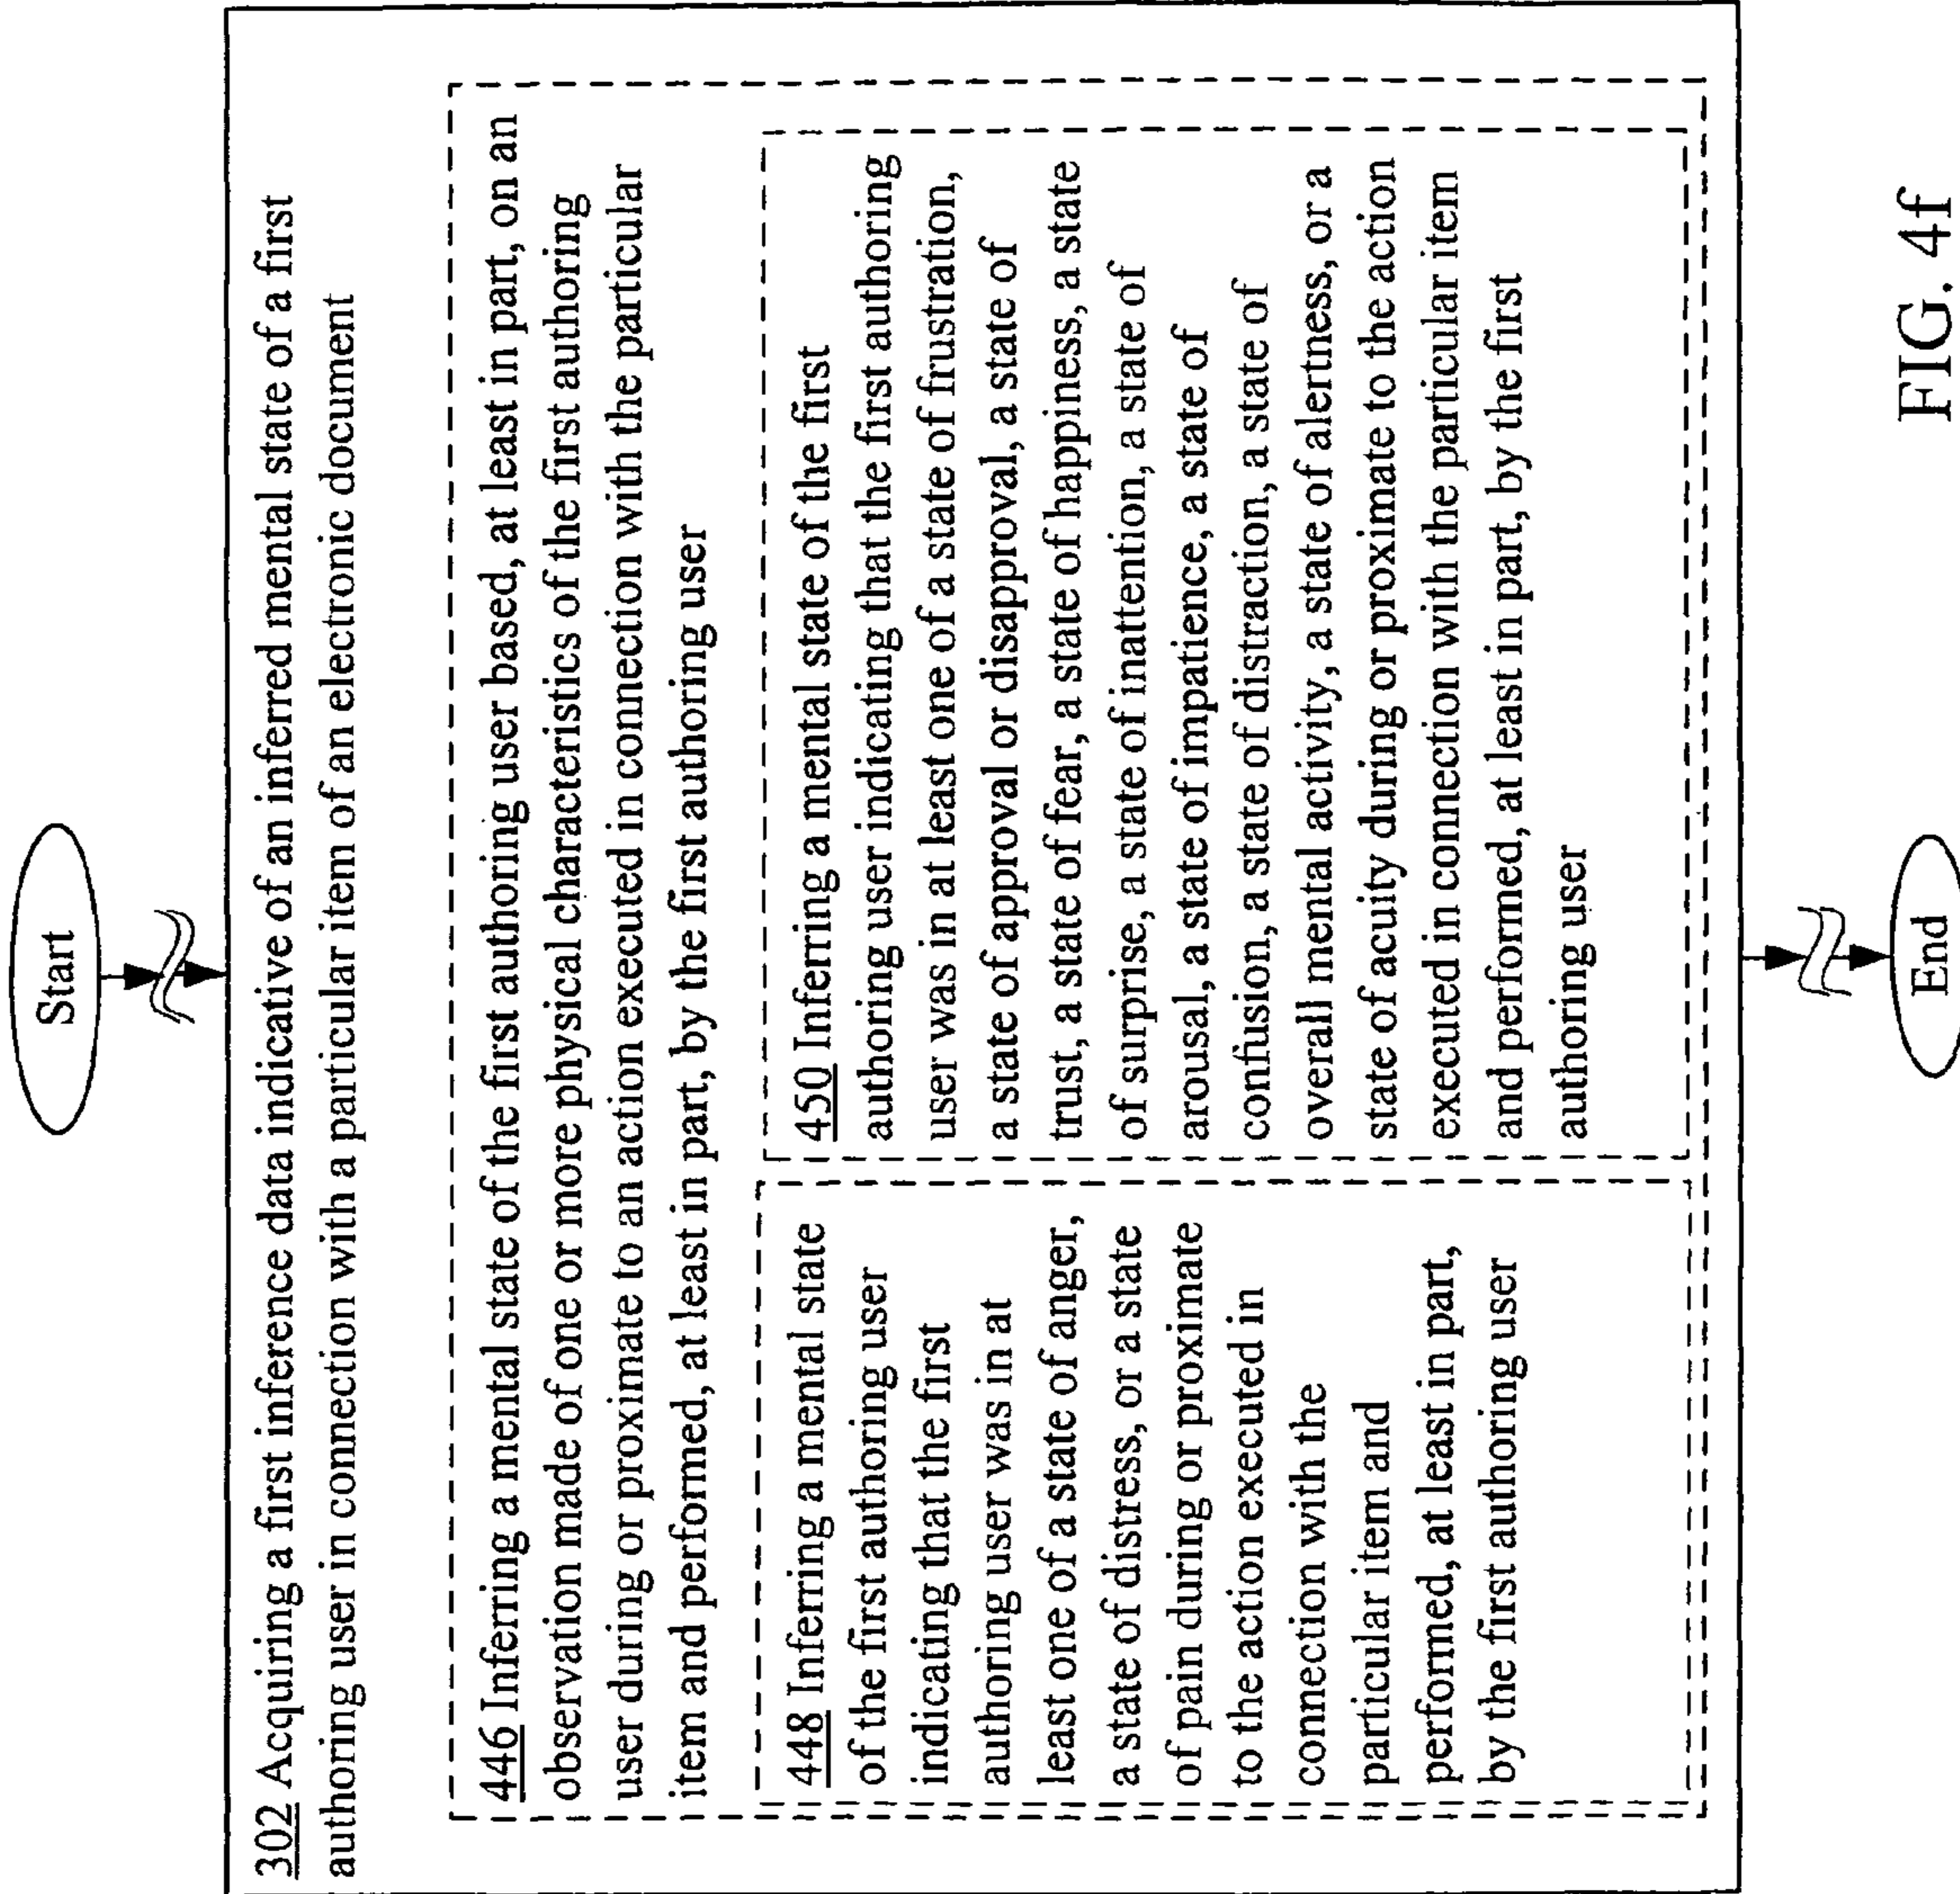 Start
302 Acquiring a first inference data indicative of an inferred mental state of a first
authoring user in connection with a particular item of an electronic document
446 Inferring a mental state of the first authoring user based, at least in part, on an
observation made of one or more physical characteristics of the first authoring
user during or proximate to an action executed in connection with the particular
item and performed, at least in part, by the first authoring user
448 Inferring a mental state
of the first authoring user
indicating that the first
authoring user was in at
least one of a state of anger,
a state of distress, or a state
of pain during or proximate
to the action executed in
connection with the
particular item and
performed, at least in part,
by the first authoring user
450 Inferring a mental state of the first
authoring user indicating that the first authoring
user was in at least one of a state of frustration,
a state of approval or disapproval, a state of
trust, a state of fear, a state of happiness, a state
of surprise, a state of inattention, a state of
arousal, a state of impatience, a state of
confusion, a state of distraction, a state of
overall mental activity, a state of alertness, or a
state of acuity during or proximate to the action
executed in connection with the particular item
and performed, at least in part, by the first
authoring user
End
FIG. 4f